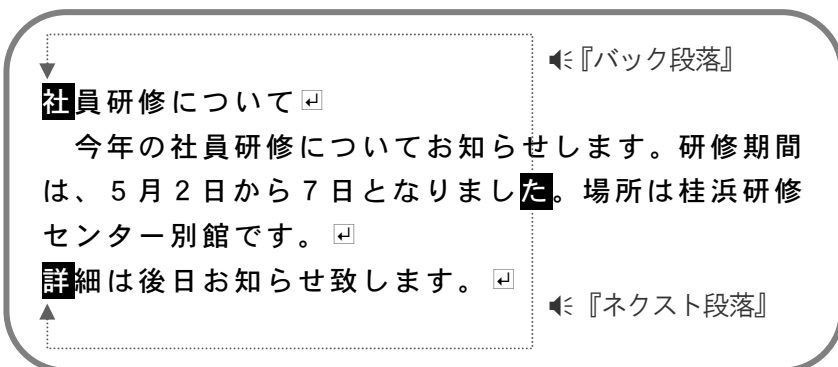 『バック段落』
社員研修について↵
　今年の社員研修についてお知らせします。研修期間
は、５月２日から７日となりました。場所は桂浜研修
センター別館です。↵
詳細は後日お知らせ致します。↵
『ネクスト段落』